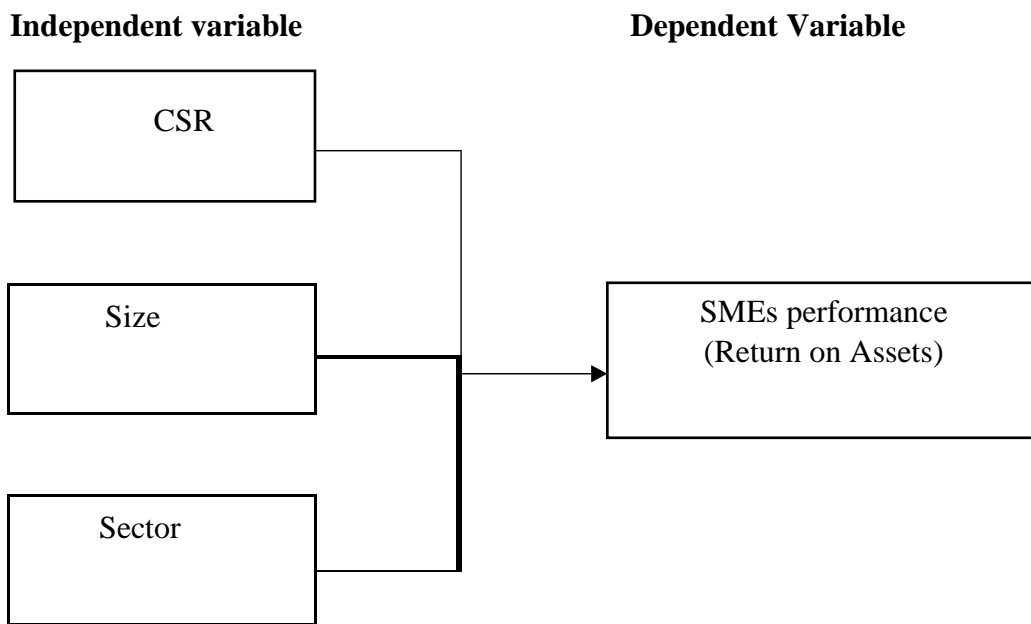 Independent variable
Dependent Variable
CSR
Size
SMEs performance
(Return on Assets)
Sector